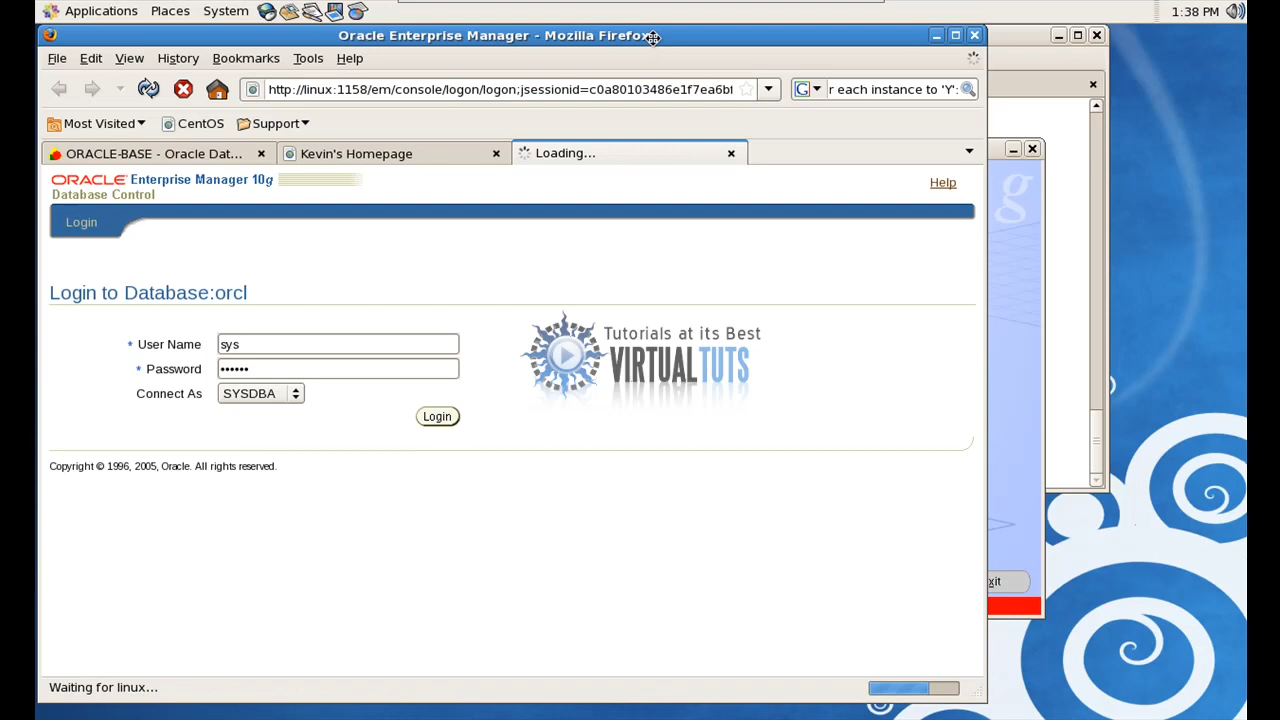 Applications Places System 1:38 PM
Oracle Enterprise Manager - Mozilla Firefox
File Edit View History Bookmarks Tools Help
http://linux:1158/em/console/logon/logon;jsessionid=c0a80103486e1f7ea6b G r each instance to 'Y':
Most Visited CentOS Support
ORACLE-BASE - Oracle Dat... Kevin's Homepage Loading...
ORACLE Enterprise Manager 10g
Database Control
Help
Login
g
Login to Database:orcl
Tutorials at its Best
VIRTUALTUTS
* User Name sys
* Password ••••••
Connect As SYSDBA
Login
Copyright © 1996, 2005, Oracle. All rights reserved.
xit
Waiting for linux...